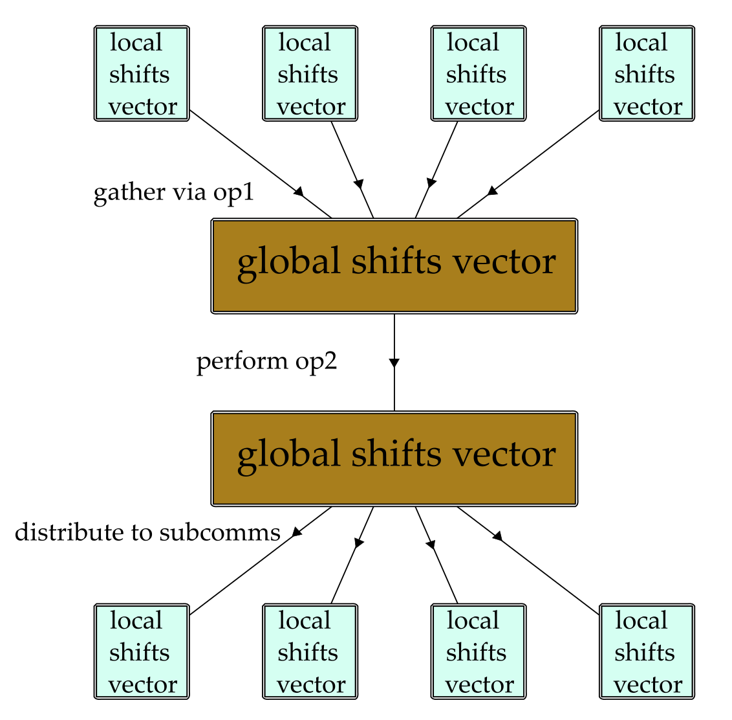 local
shifts
vector
local
shifts
vector
local
shifts
vector
local
shifts
vector
gather via op1
global shifts vector
perform op2
global shifts vector
distribute to subcomms
local
shifts
vector
local
shifts
vector
local
shifts
vector
local
shifts
vector